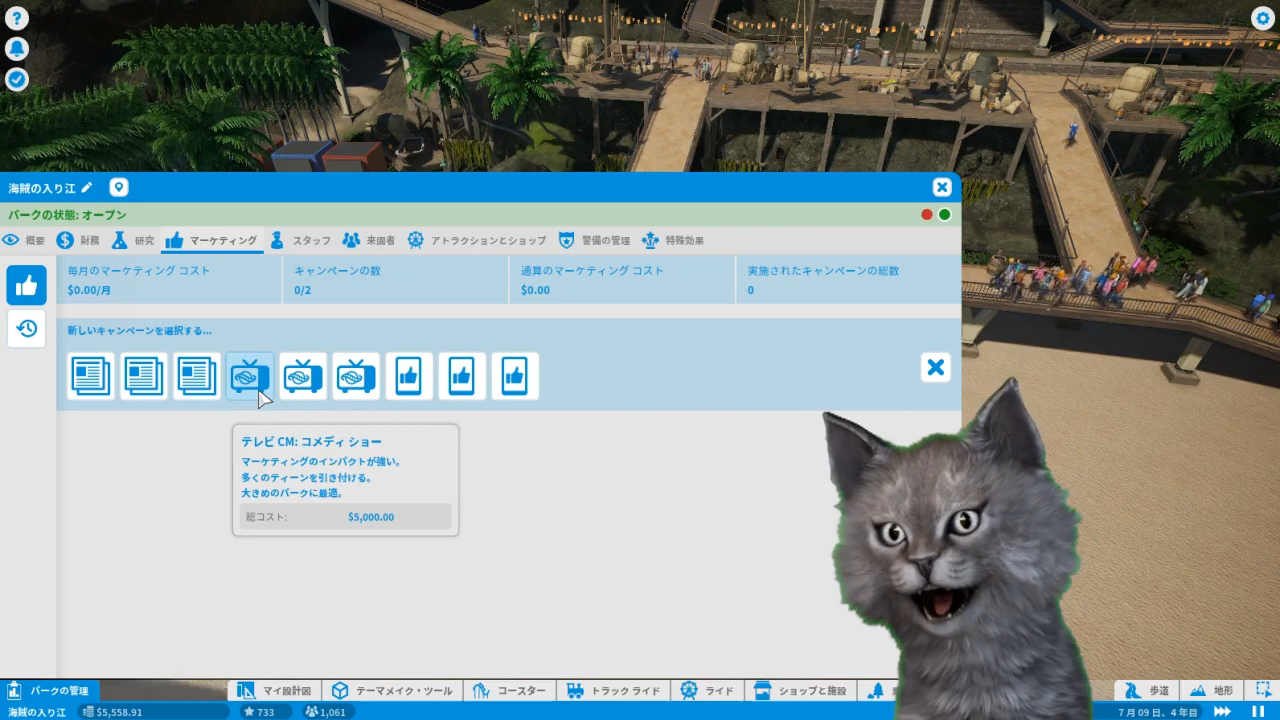 ?
海賊の入り江
パークの状態: オープン
概要 財務 研究 マーケティング スタッフ 来園者 アトラクションとショップ 警備の管理 特殊効果
毎月のマーケティング コスト キャンペーンの数 通算のマーケティング コスト 実施されたキャンペーンの総数
$0.00/月 0/2 $0.00 0
新しいキャンペーンを選択する...
テレビ CM: コメディ ショー
マーケティングのインパクトが強い。
多くのティーンを引き付ける。
大きめのパークに最適。
総コスト: $5,000.00
パークの管理 マイ設計図 テーマメイク・ツール コースター トラック ライド ライド ショップと施設 歩道 地形
海賊の入り江 $5,558.91 733 1,061 7 月 09 日、4 年目